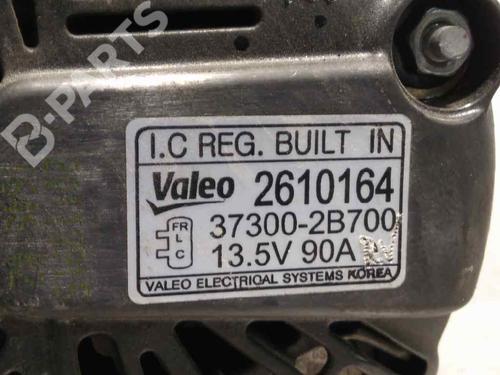 B-PARTS
I.C REG. BUILT IN
Valeo 2610164
FR
L
C
37300-2B700
13.5V 90A
VALEO ELECTRICAL SYSTEMS KOREA